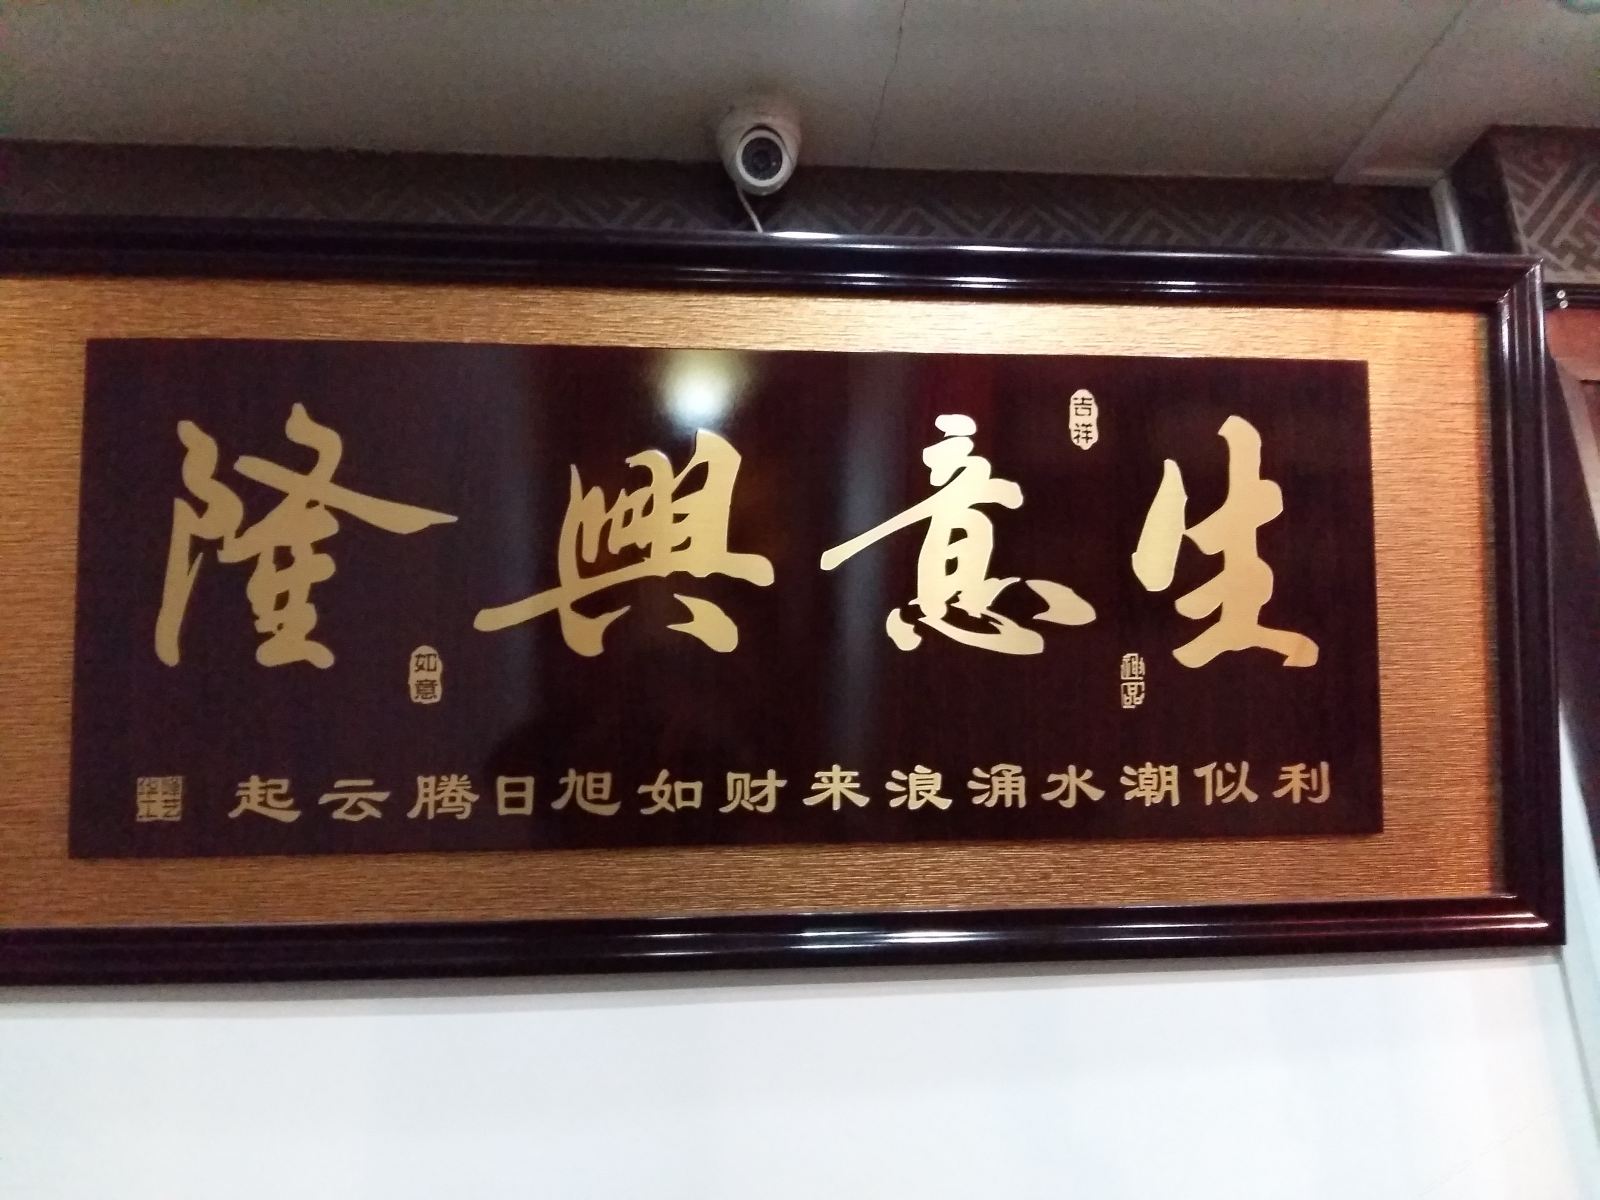 生意興隆
吉祥
如意
利似潮水涌浪来财如旭日腾云起